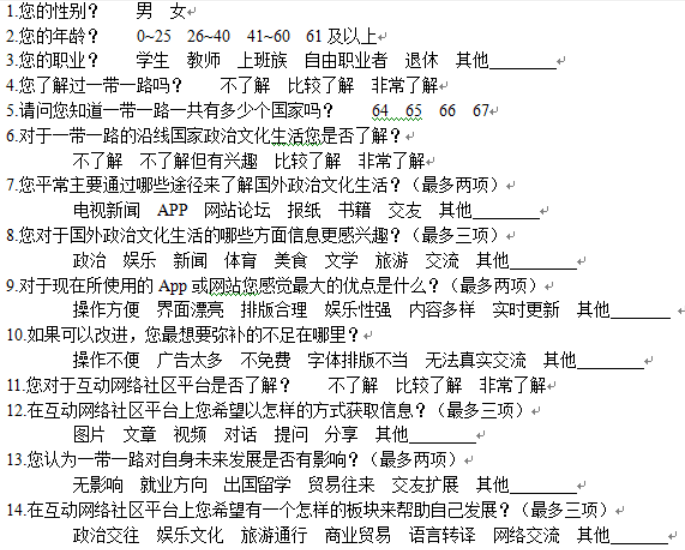 1.您的性别？ 男 女
2.您的年龄？ 0~25 26~40 41~60 61及以上
3.您的职业？ 学生 教师 上班族 自由职业者 退休 其他________
4.您了解过一带一路吗？ 不了解 比较了解 非常了解
5.请问您知道一带一路一共有多少个国家吗？ 64 65 66 67
6.对于一带一路的沿线国家政治文化生活您是否了解？
不了解 不了解但有兴趣 比较了解 非常了解
7.您平常主要通过哪些途径来了解国外政治文化生活？（最多两项）
电视新闻 APP 网站论坛 报纸 书籍 交友 其他________
8.您对于国外政治文化生活的哪些方面信息更感兴趣？（最多三项）
政治 娱乐 新闻 体育 美食 文学 旅游 交流 其他________
9.对于现在所使用的 App 或网站您感觉最大的优点是什么？（最多两项）
操作方便 界面漂亮 排版合理 娱乐性强 内容多样 实时更新 其他_______
10.如果可以改进，您最想要弥补的不足在哪里？
操作不便 广告太多 不免费 字体排版不当 无法真实交流 其他________
11.您对于互动网络社区平台是否了解？ 不了解 比较了解 非常了解
12.在互动网络社区平台上您希望以怎样的方式获取信息？（最多三项）
图片 文章 视频 对话 提问 分享 其他________
13.您认为一带一路对自身未来发展是否有影响？（最多两项）
无影响 就业方向 出国留学 贸易往来 交友扩展 其他________
14.在互动网络社区平台上您希望有一个怎样的板块来帮助自己发展？（最多三项）
政治交往 娱乐文化 旅游通行 商业贸易 语言转译 网络交流 其他_______